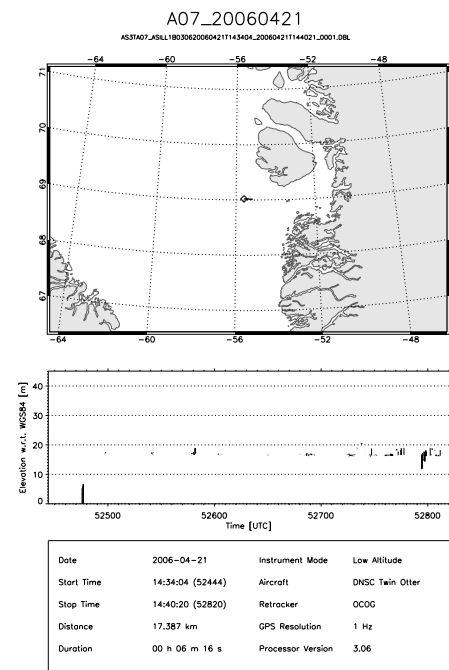 A07_20060421
AS3TA07_ASILL1B030620060421T143404_20060421T144021_0001.DBL
-64 -60 -56 -52 -48
71
70
69
68
67
-64 -60 -56 -52 -48
Elevation w.r.t. WGS84 [m]
40
30
20
10
0
52500 52600 52700 52800
Time [UTC]
Date 2006-04-21 Instrument Mode Low Altitude
Start Time 14:34:04 (52444) Aircraft DNSC Twin Otter
Stop Time 14:40:20 (52820) Retracker OCOG
Distance 17.387 km GPS Resolution 1 Hz
Duration 00 h 06 m 16 s Processor Version 3.06